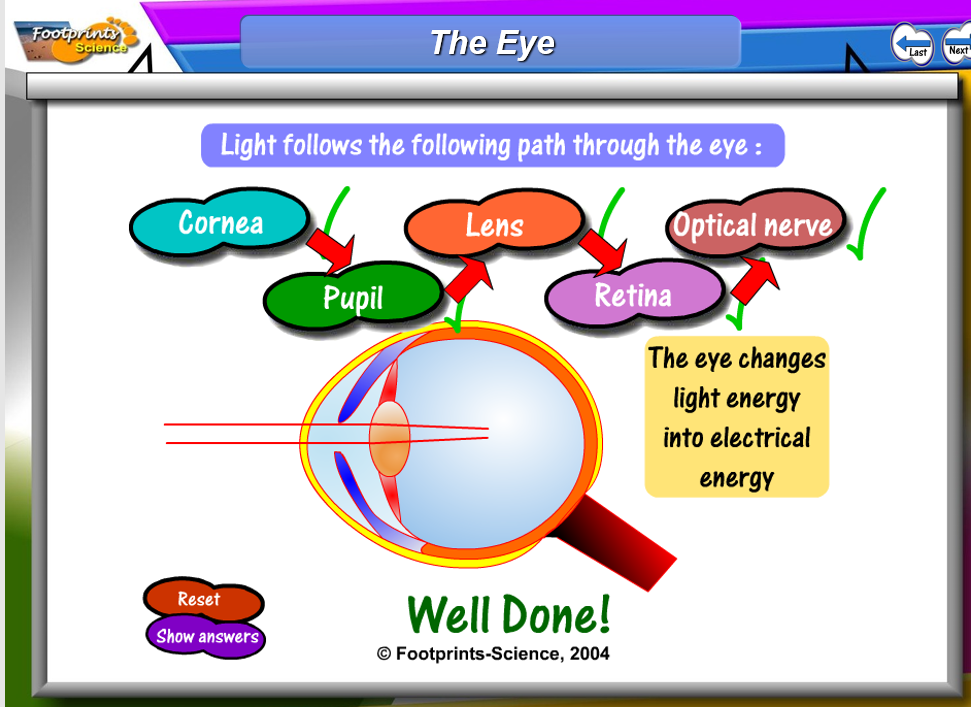 Footprints
Science
The Eye
Last
Next
Light follows the following path through the eye :
Cornea
Lens
Optical nerve
Pupil
Retina
The eye changes
light energy
into electrical
energy
Reset
Show answers
Well Done!
© Footprints-Science, 2004